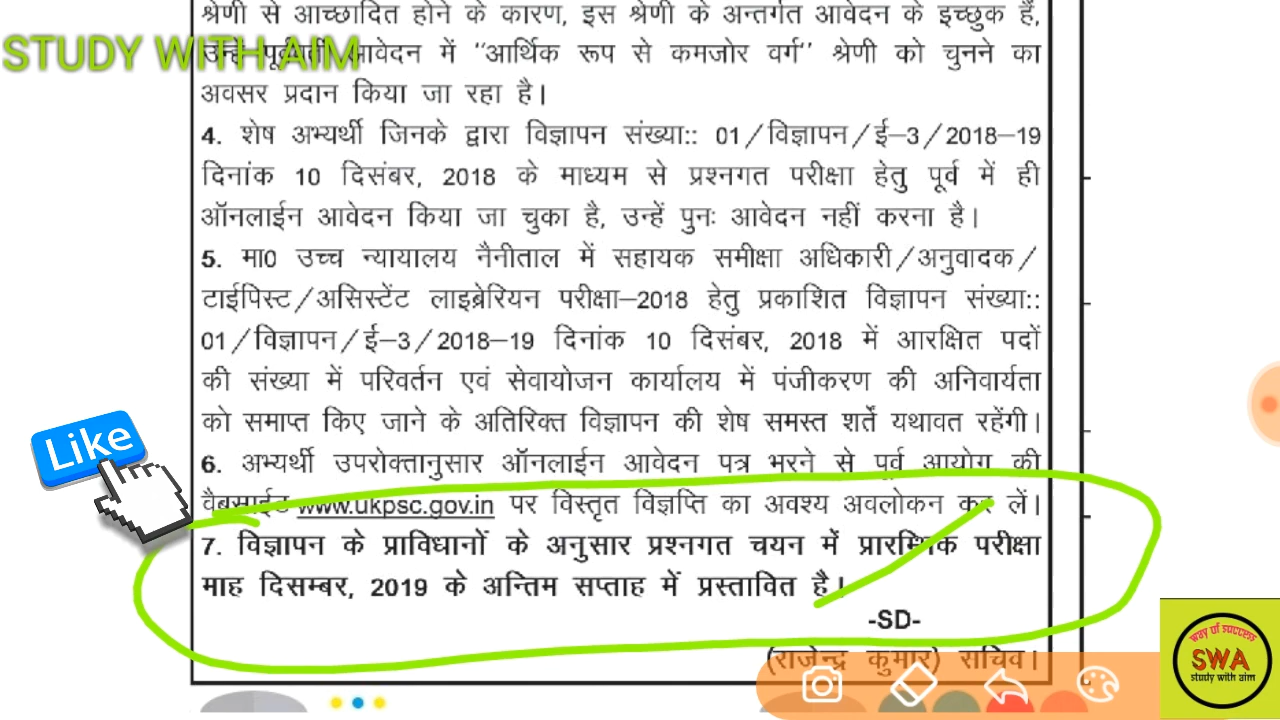 श्रेणी से आच्छादित होने के कारण, इस श्रेणी के अन्तर्गत आवेदन के इच्छुक हैं,
STUDY WITH AIM
उन्हें पूर्ववर्ती आवेदन में "आर्थिक रूप से कमजोर वर्ग" श्रेणी को चुनने का
अवसर प्रदान किया जा रहा है।
4. शेष अभ्यर्थी जिनके द्वारा विज्ञापन संख्या:: 01/विज्ञापन/ई–3/2018–19
दिनांक 10 दिसंबर, 2018 के माध्यम से प्रश्नगत परीक्षा हेतु पूर्व में ही
ऑनलाईन आवेदन किया जा चुका है, उन्हें पुनः आवेदन नहीं करना है।
5. मा0 उच्च न्यायालय नैनीताल में सहायक समीक्षा अधिकारी/अनुवादक/
टाईपिस्ट/असिस्टेंट लाइब्रेरियन परीक्षा–2018 हेतु प्रकाशित विज्ञापन संख्या::
01/विज्ञापन/ई–3/2018–19 दिनांक 10 दिसंबर, 2018 में आरक्षित पदों
की संख्या में परिवर्तन एवं सेवायोजन कार्यालय में पंजीकरण की अनिवार्यता
को समाप्त किए जाने के अतिरिक्त विज्ञापन की शेष समस्त शर्तें यथावत रहेंगी।
Like
6. अभ्यर्थी उपरोक्तानुसार ऑनलाईन आवेदन पत्र भरने से पूर्व आयोग की
वैबसाईट www.ukpsc.gov.in पर विस्तृत विज्ञप्ति का अवश्य अवलोकन कर लें।
7. विज्ञापन के प्राविधानों के अनुसार प्रश्नगत चयन में प्रारम्भिक परीक्षा
माह दिसम्बर, 2019 के अन्तिम सप्ताह में प्रस्तावित है।
-SD-
(राजेन्द्र कुमार) सचिव।
way of success
SWA
study with aim